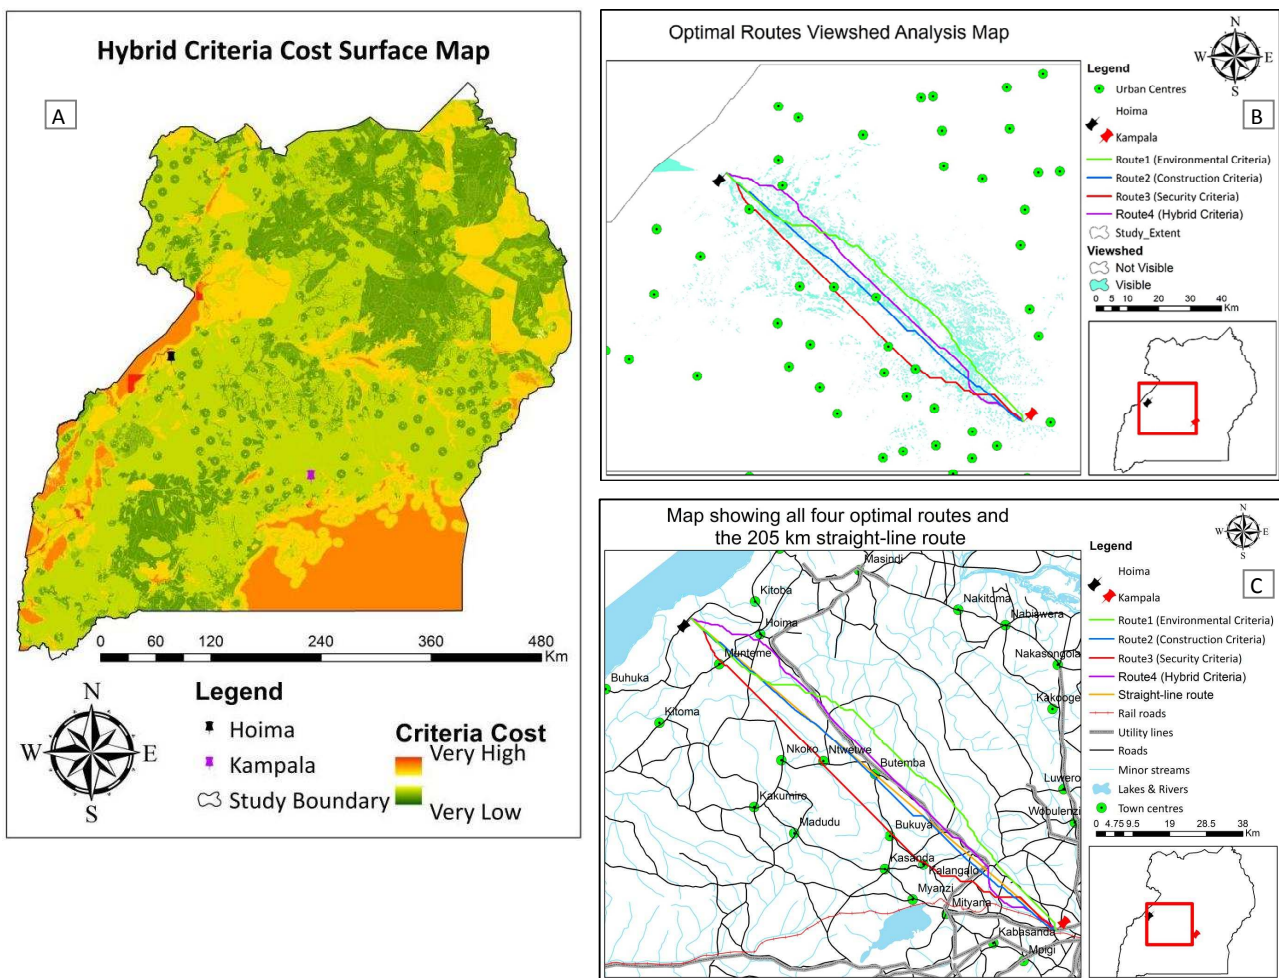 Hybrid Criteria Cost Surface Map
A
0 60 120 240 360 480
Km
N
W E
S
Legend
Hoima
Kampala
Study Boundary
Criteria Cost
Very High
Very Low
Optimal Routes Viewshed Analysis Map
N
W E
S
B
Legend
Urban Centres
Hoima
Kampala
Route1 (Environmental Criteria)
Route2 (Construction Criteria)
Route3 (Security Criteria)
Route4 (Hybrid Criteria)
Study_Extent
Viewshed
Not Visible
Visible
0 5 10 20 30 40
Km
Map showing all four optimal routes and
the 205 km straight-line route
N
W E
S
C
Legend
Hoima
Kampala
Route1 (Environmental Criteria)
Route2 (Construction Criteria)
Route3 (Security Criteria)
Route4 (Hybrid Criteria)
Straight-line route
Rail roads
Utility lines
Roads
Minor streams
Lakes & Rivers
Town centres
0 4.75 9.5 19 28.5 38
Km
Masindi
Kitoba
Nakitoma
Nabiswera
Hoima
Munteme
Nakasongola
Buhuka
Kakooge
Kitoma
Nkoko
Ntwetwe
Butemba
Luwero
Kakumiro
Wobulenzi
Madudu
Bukuya
Kasanda
Kalangalo
Myanzi
Mityana
Kabasanda
Mpigi